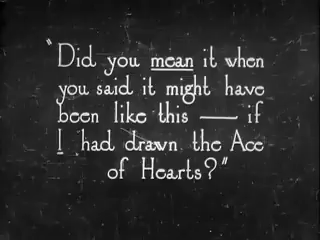 "Did you mean it when
you said it might have
been like this — if
I had drawn the Ace
of Hearts?"